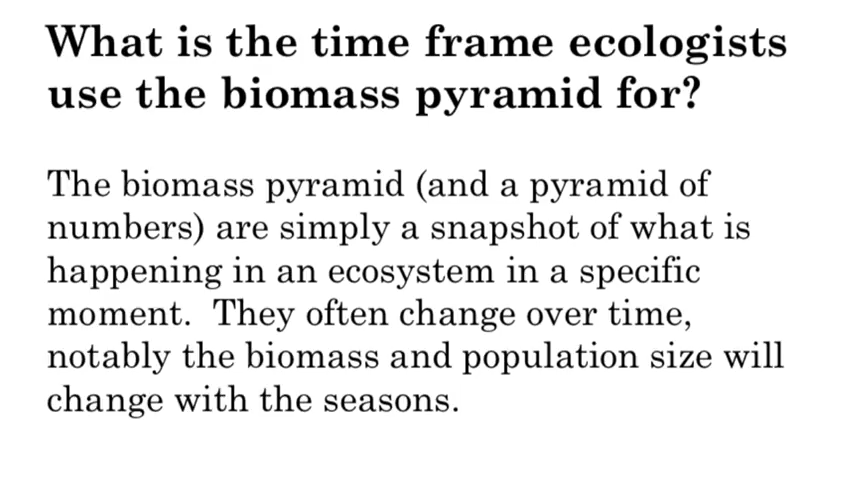 What is the time frame ecologists
use the biomass pyramid for?
The biomass pyramid (and a pyramid of
numbers) are simply a snapshot of what is
happening in an ecosystem in a specific
moment.  They often change over time,
notably the biomass and population size will
change with the seasons.